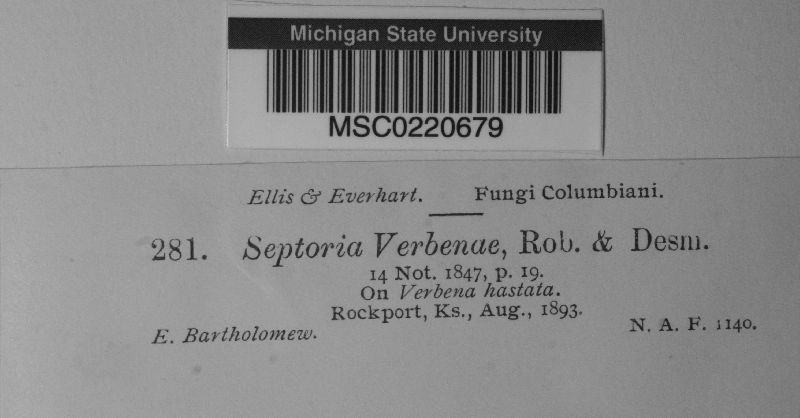 Michigan State University
MSC0220679
Ellis & Everhart. Fungi Columbiani.
281. Septoria Verbenae, Rob. & Desm.
14 Not. 1847, p. 19.
On Verbena hastata.
Rockport, Ks., Aug., 1893.
E. Bartholomew. N. A. F. 1140.